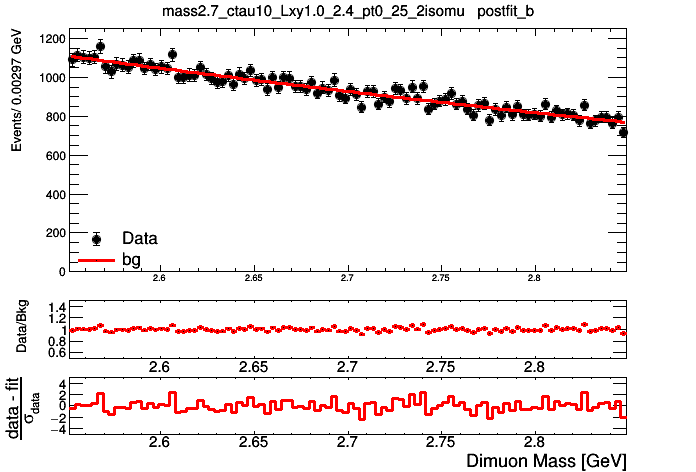 mass2.7_ctau10_Lxy1.0_2.4_pt0_25_2isomu postfit_b
Events/ 0.00297 GeV
1200
1000
800
600
400
200
0
Data
bg
2.6 2.65 2.7 2.75 2.8
Data/Bkg
1.4
1.2
1
0.8
0.6
2.6 2.65 2.7 2.75 2.8
data - fit
σdata
4
2
0
−2
−4
2.6 2.65 2.7 2.75 2.8
Dimuon Mass [GeV]